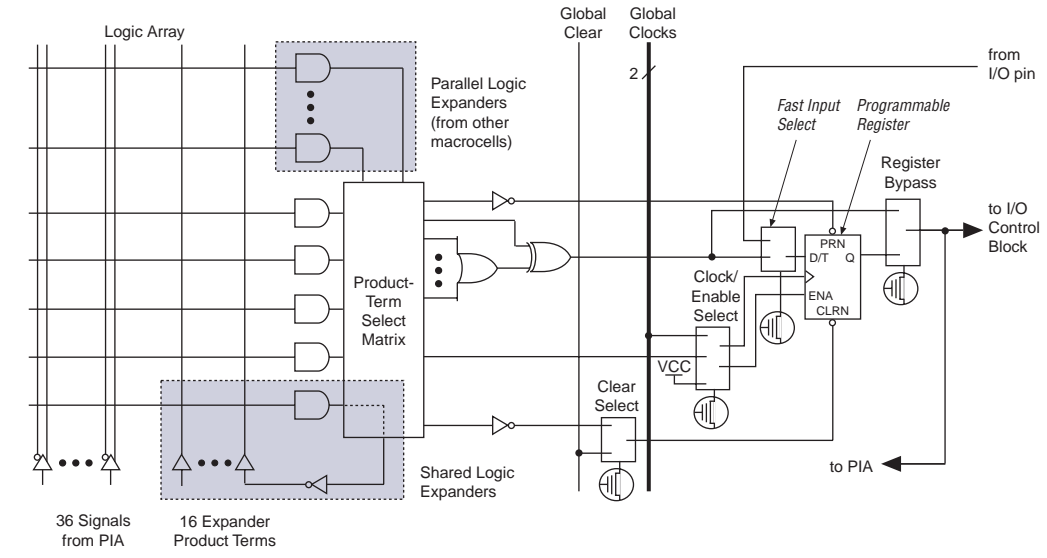 Logic Array
Global
Clear
Global
Clocks
2
from
I/O pin
Parallel Logic
Expanders
(from other
macrocells)
Fast Input
Select
Programmable
Register
Register
Bypass
to I/O
Control
Block
PRN
D/T Q
ENA
CLRN
Clock/
Enable
Select
VCC
Product-
Term
Select
Matrix
Clear
Select
Shared Logic
Expanders
to PIA
36 Signals
from PIA
16 Expander
Product Terms